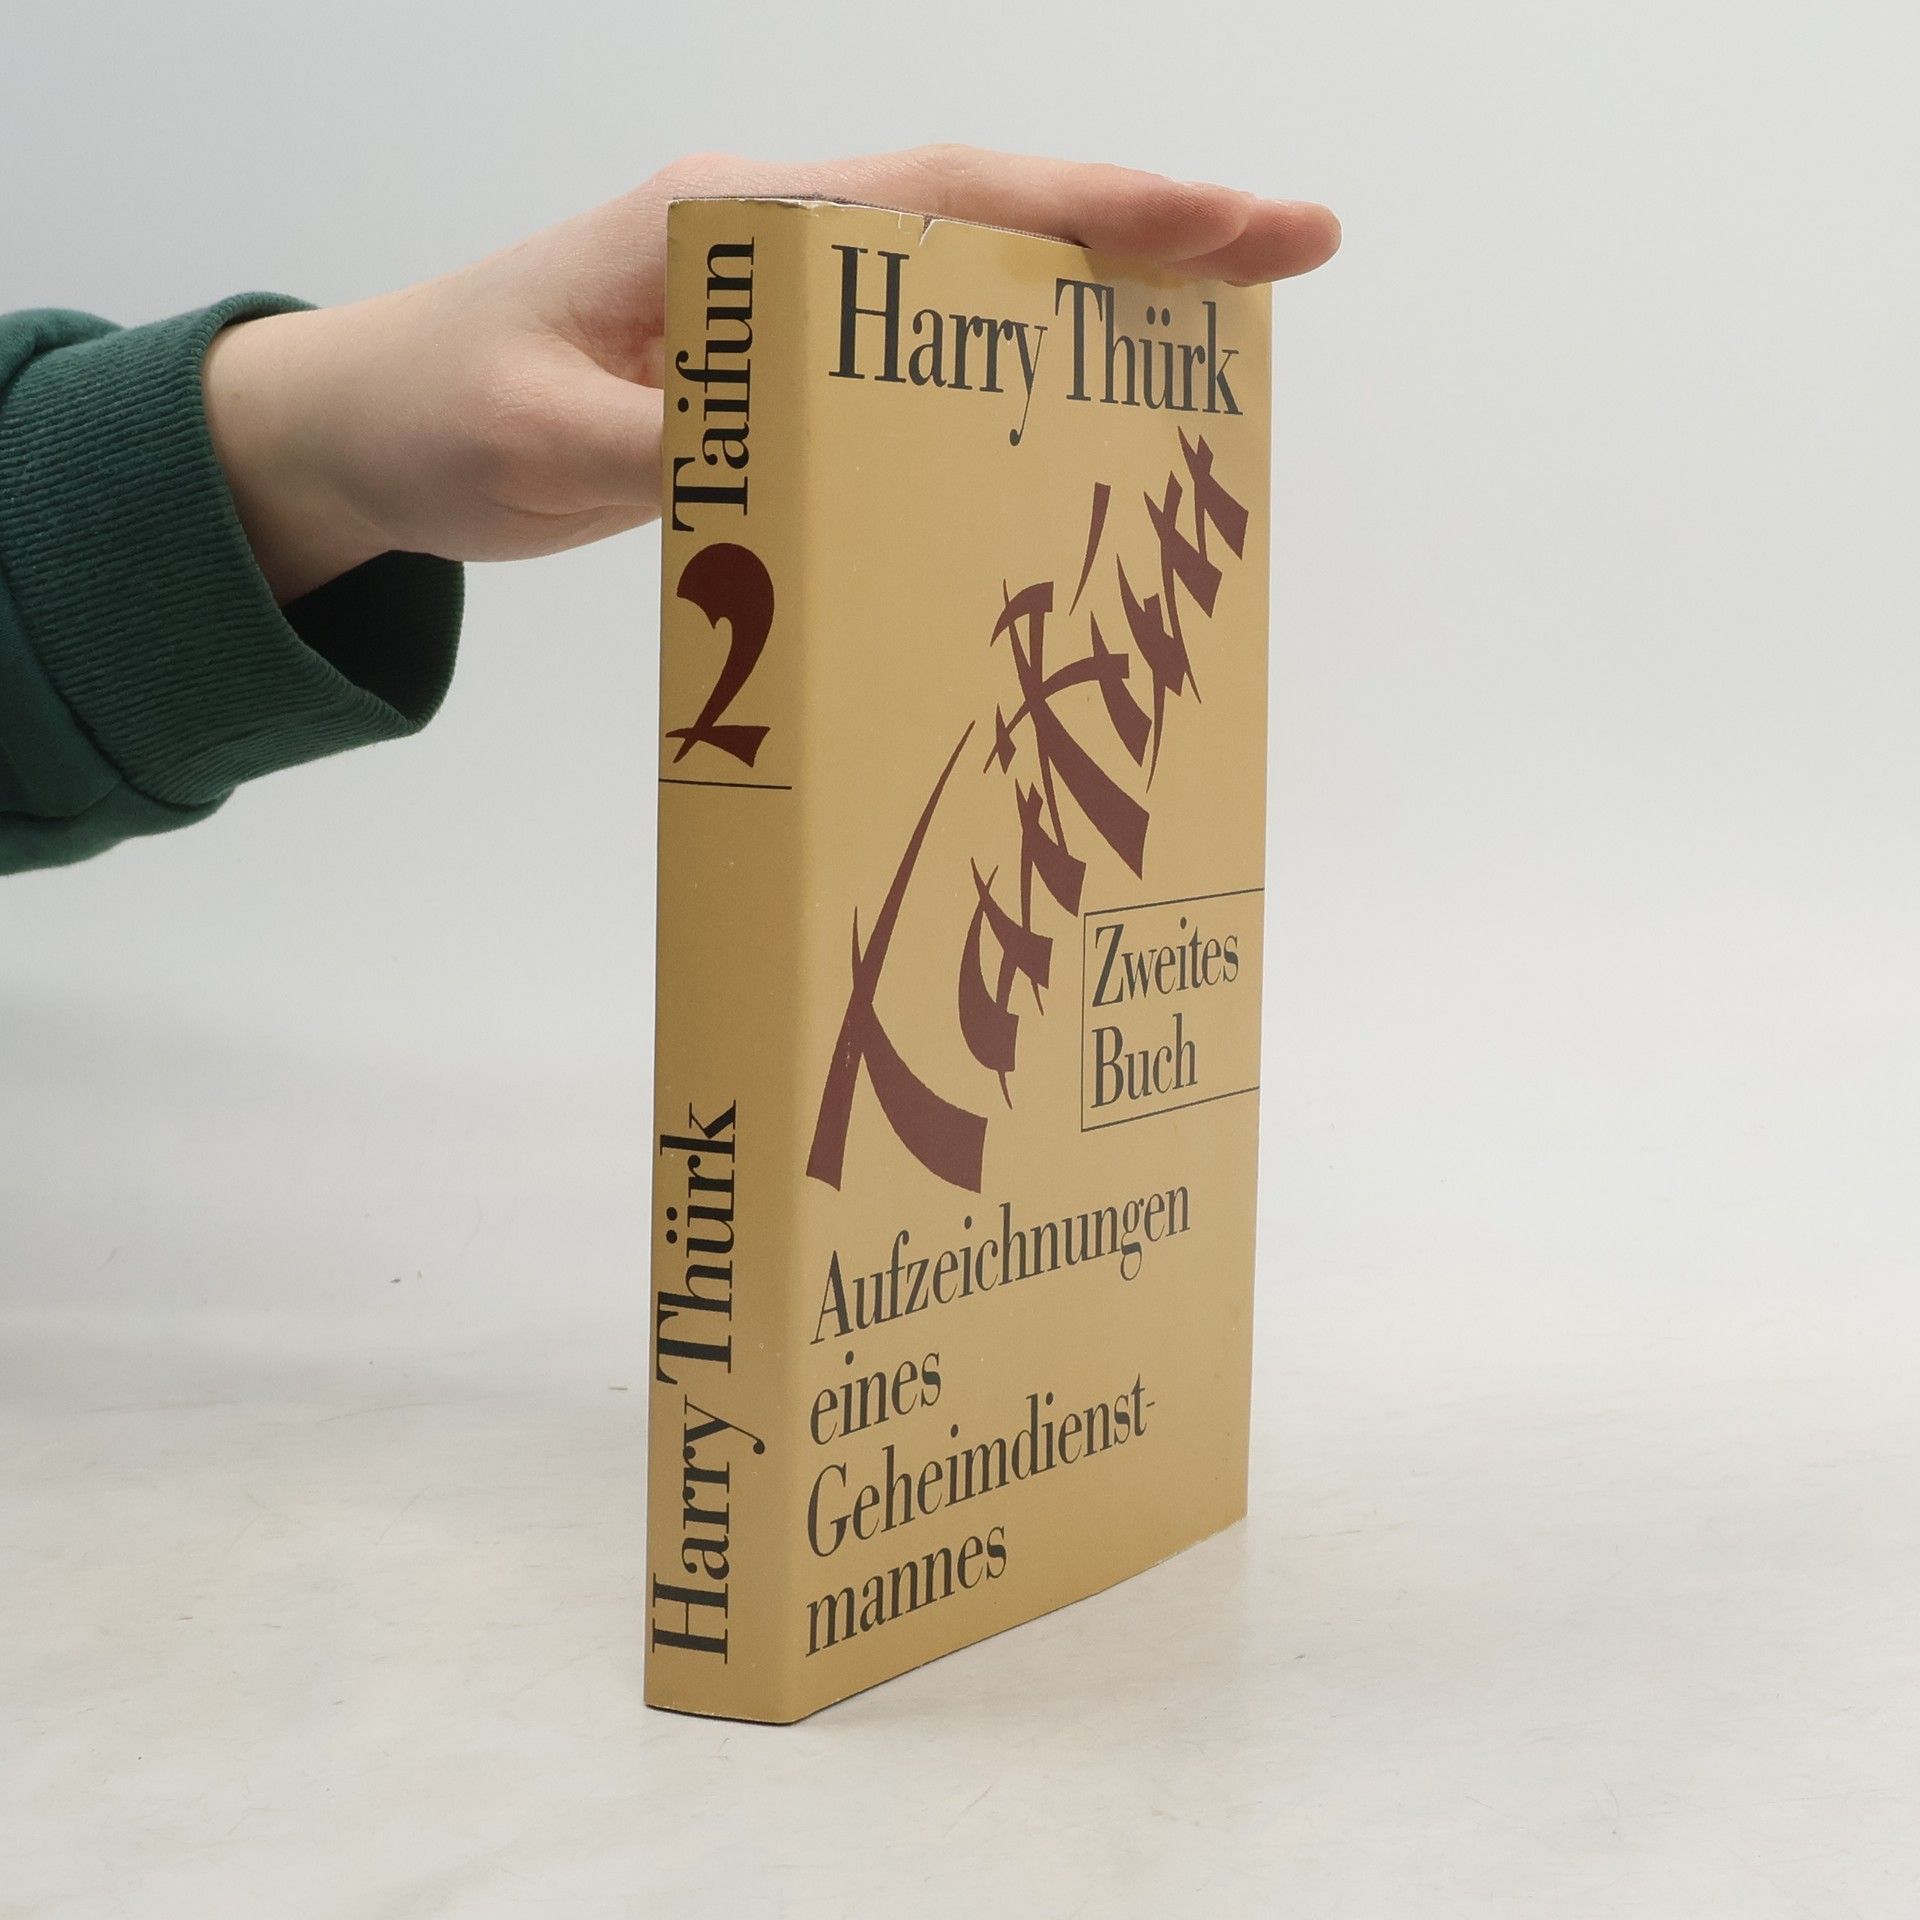 Harry Thürk
Taifun
Zweites
Buch
Aufzeichnungen
eines
Geheimdienst-
mannes
Harry Thürk 2 Taifun